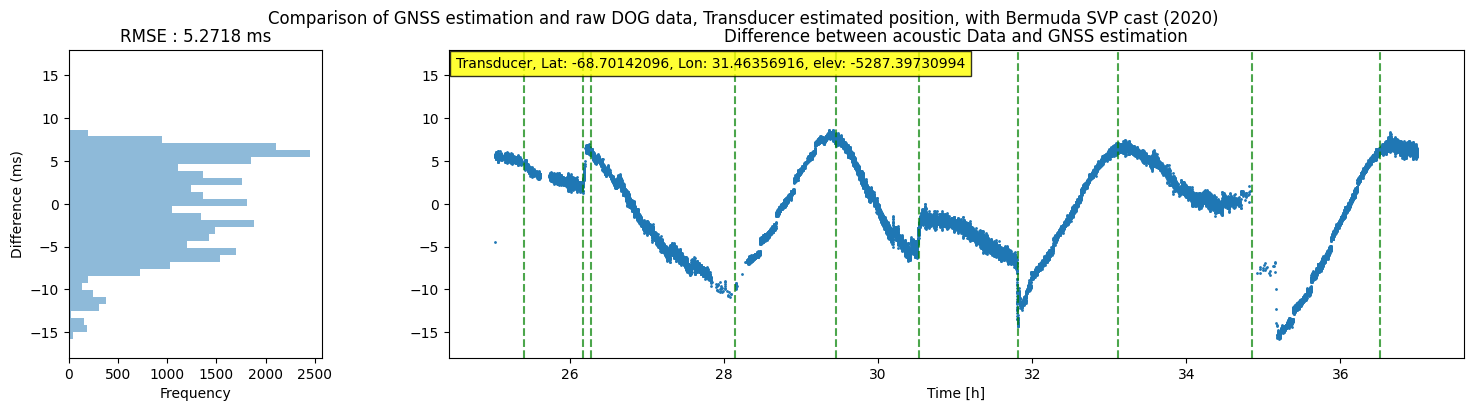 Comparison of GNSS estimation and raw DOG data, Transducer estimated position, with Bermuda SVP cast (2020)
RMSE : 5.2718 ms
Difference between acoustic Data and GNSS estimation
Transducer, Lat: -68.70142096, Lon: 31.46356916, elev: -5287.39730994
Difference (ms)
15
10
5
0
−5
−10
−15
0 500 1000 1500 2000 2500
Frequency
15
10
5
0
−5
−10
−15
26 28 30 32 34 36
Time [h]